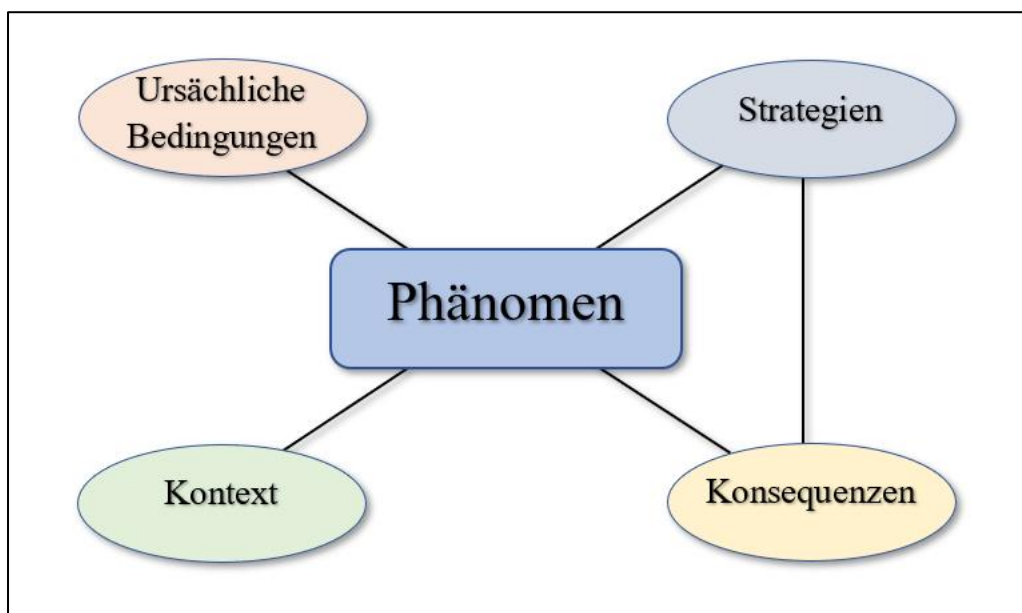 Ursächliche
Bedingungen
Strategien
Phänomen
Kontext
Konsequenzen